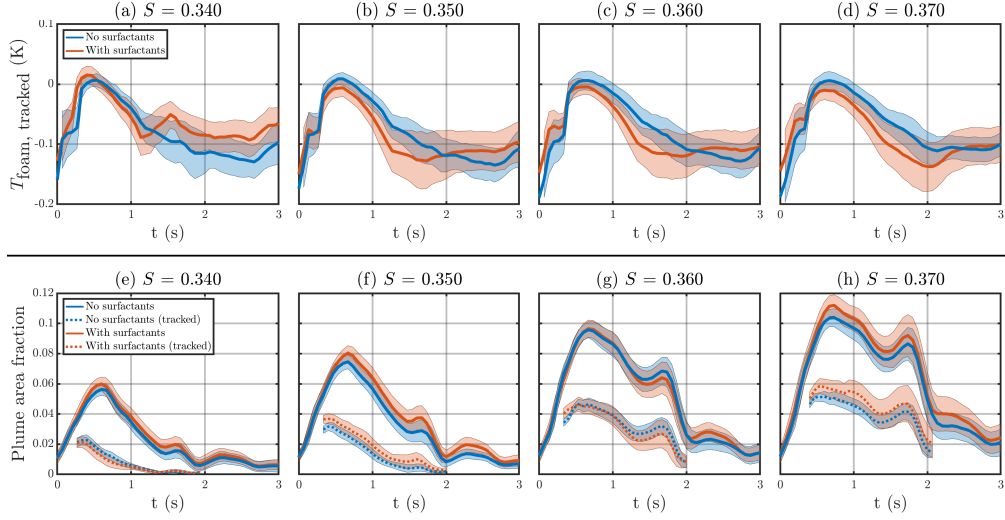 (a) S = 0.340
(b) S = 0.350
(c) S = 0.360
(d) S = 0.370
T foam, tracked (K)
0.1
0
-0.1
-0.2
No surfactants
With surfactants
0 1 2 3
0 1 2 3
0 1 2 3
0 1 2 3
t (s)
t (s)
t (s)
t (s)
(e) S = 0.340
(f) S = 0.350
(g) S = 0.360
(h) S = 0.370
Plume area fraction
0.12
0.1
0.08
0.06
0.04
0.02
0
No surfactants
No surfactants (tracked)
With surfactants
With surfactants (tracked)
0 1 2 3
0 1 2 3
0 1 2 3
0 1 2 3
t (s)
t (s)
t (s)
t (s)